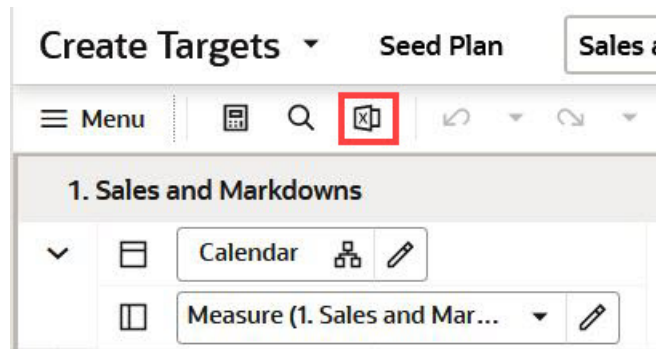 Create Targets Seed Plan Sales
Menu
1. Sales and Markdowns
Calendar
Measure (1. Sales and Mar...